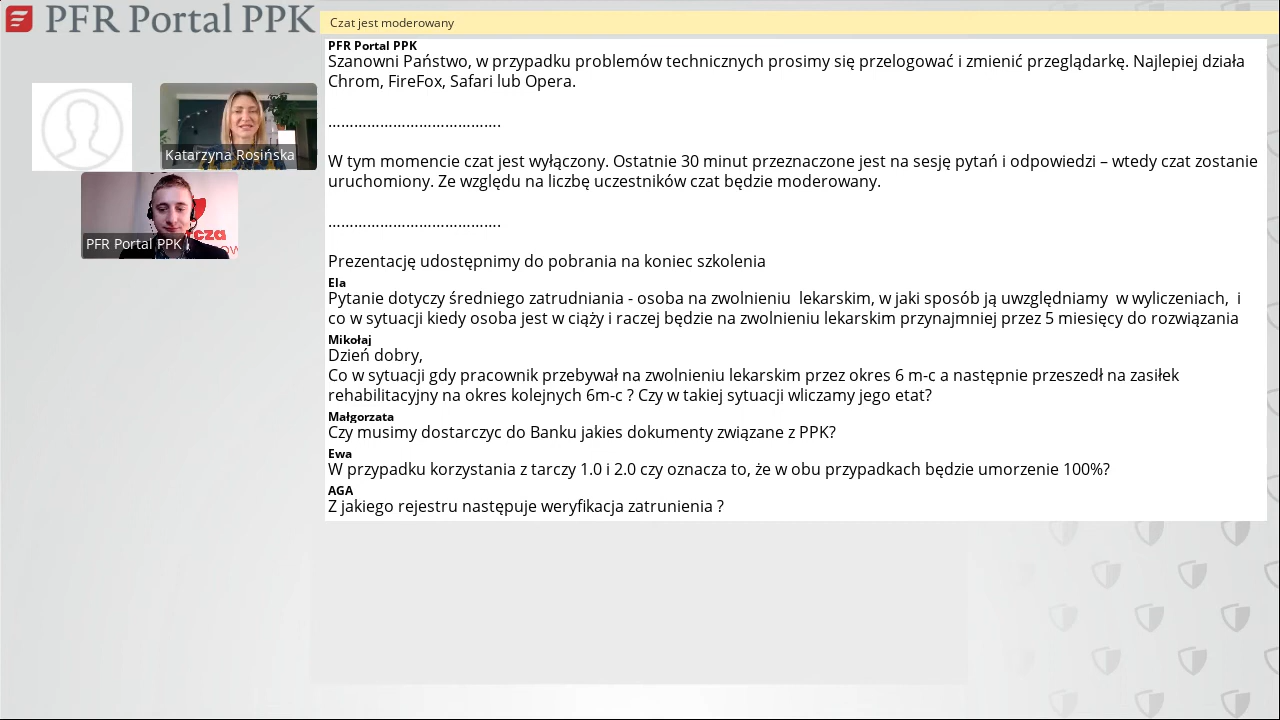 PFR Portal PPK
Czat jest moderowany
PFR Portal PPK
Szanowni Państwo, w przypadku problemów technicznych prosimy się przelogować i zmienić przeglądarkę. Najlepiej działa
Chrom, FireFox, Safari lub Opera.
………………………………….
W tym momencie czat jest wyłączony. Ostatnie 30 minut przeznaczone jest na sesję pytań i odpowiedzi – wtedy czat zostanie
uruchomiony. Ze względu na liczbę uczestników czat będzie moderowany.
………………………………….
Prezentację udostępnimy do pobrania na koniec szkolenia
Ela
Pytanie dotyczy średniego zatrudniania - osoba na zwolnieniu  lekarskim, w jaki sposób ją uwzględniamy  w wyliczeniach,  i
co w sytuacji kiedy osoba jest w ciąży i raczej będzie na zwolnieniu lekarskim przynajmniej przez 5 miesięcy do rozwiązania
Mikołaj
Dzień dobry,
Co w sytuacji gdy pracownik przebywał na zwolnieniu lekarskim przez okres 6 m-c a następnie przeszedł na zasiłek
rehabilitacyjny na okres kolejnych 6m-c ? Czy w takiej sytuacji wliczamy jego etat?
Małgorzata
Czy musimy dostarczyc do Banku jakies dokumenty związane z PPK?
Ewa
W przypadku korzystania z tarczy 1.0 i 2.0 czy oznacza to, że w obu przypadkach będzie umorzenie 100%?
AGA
Z jakiego rejestru następuje weryfikacja zatrunienia ?
Katarzyna Rosińska
PFR Portal PPK